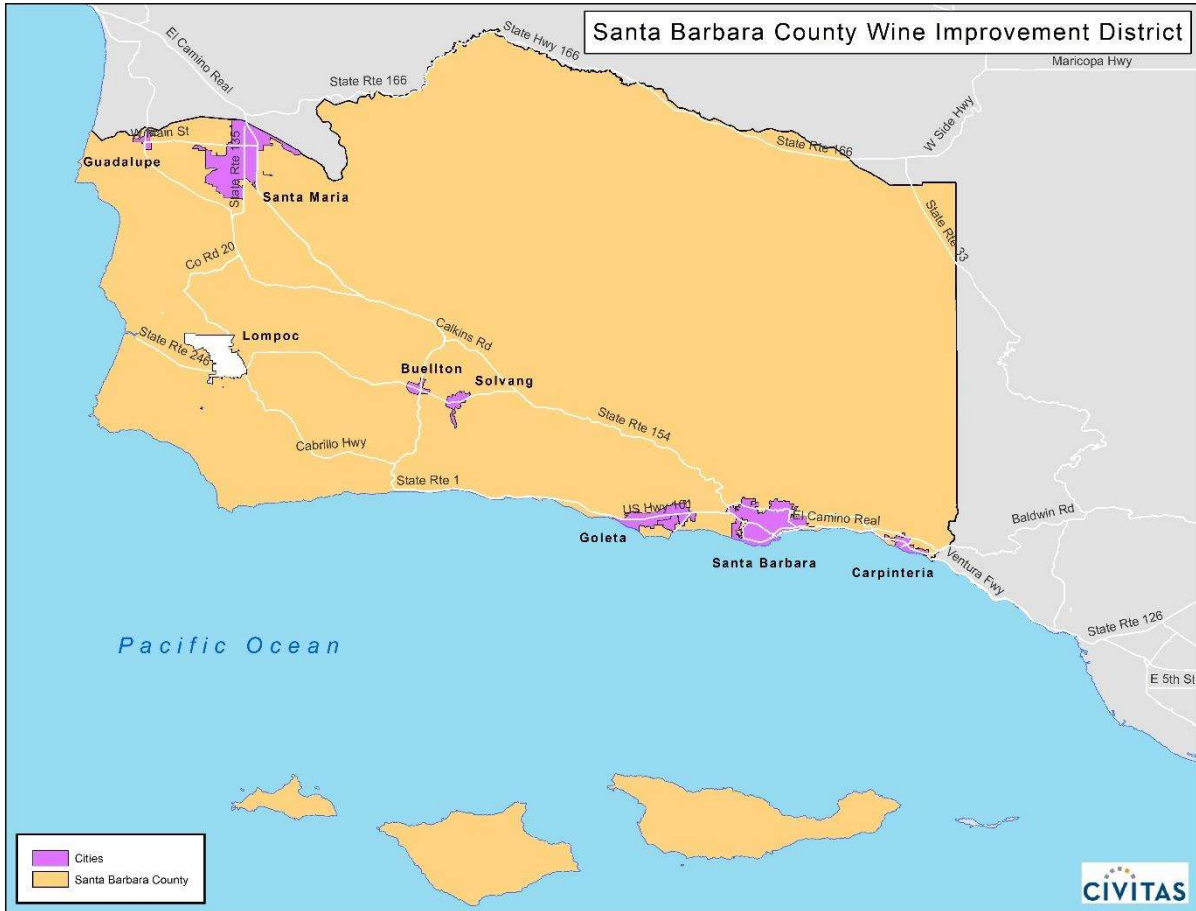 Santa Barbara County Wine Improvement District
El Camino Real
State Rte 166
State Hwy 166
Maricopa Hwy
W Side Hwy
State Rte 166
W Main St
Guadalupe
State Rte 135
Santa Maria
State Rte 33
Co Rd 20
Lompoc
State Rte 246
Calkins Rd
Buellton
Solvang
State Rte 154
Cabrillo Hwy
State Rte 1
US Hwy 101
El Camino Real
Baldwin Rd
Goleta
Santa Barbara
Carpinteria
Ventura Fwy
State Rte 126
Pacific Ocean
E 5th St
Cities
Santa Barbara County
CIVITAS